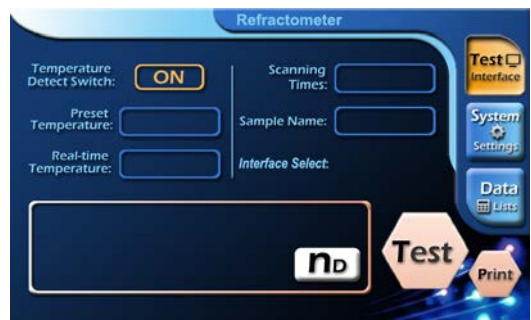 Refractometer
Temperature
Detect Switch:
ON
Preset
Temperature:
Real-time
Temperature:
Scanning
Times:
Sample Name:
Interface Select:
nD
Test
Print
Test
Interface
System
Settings
Data
Lists